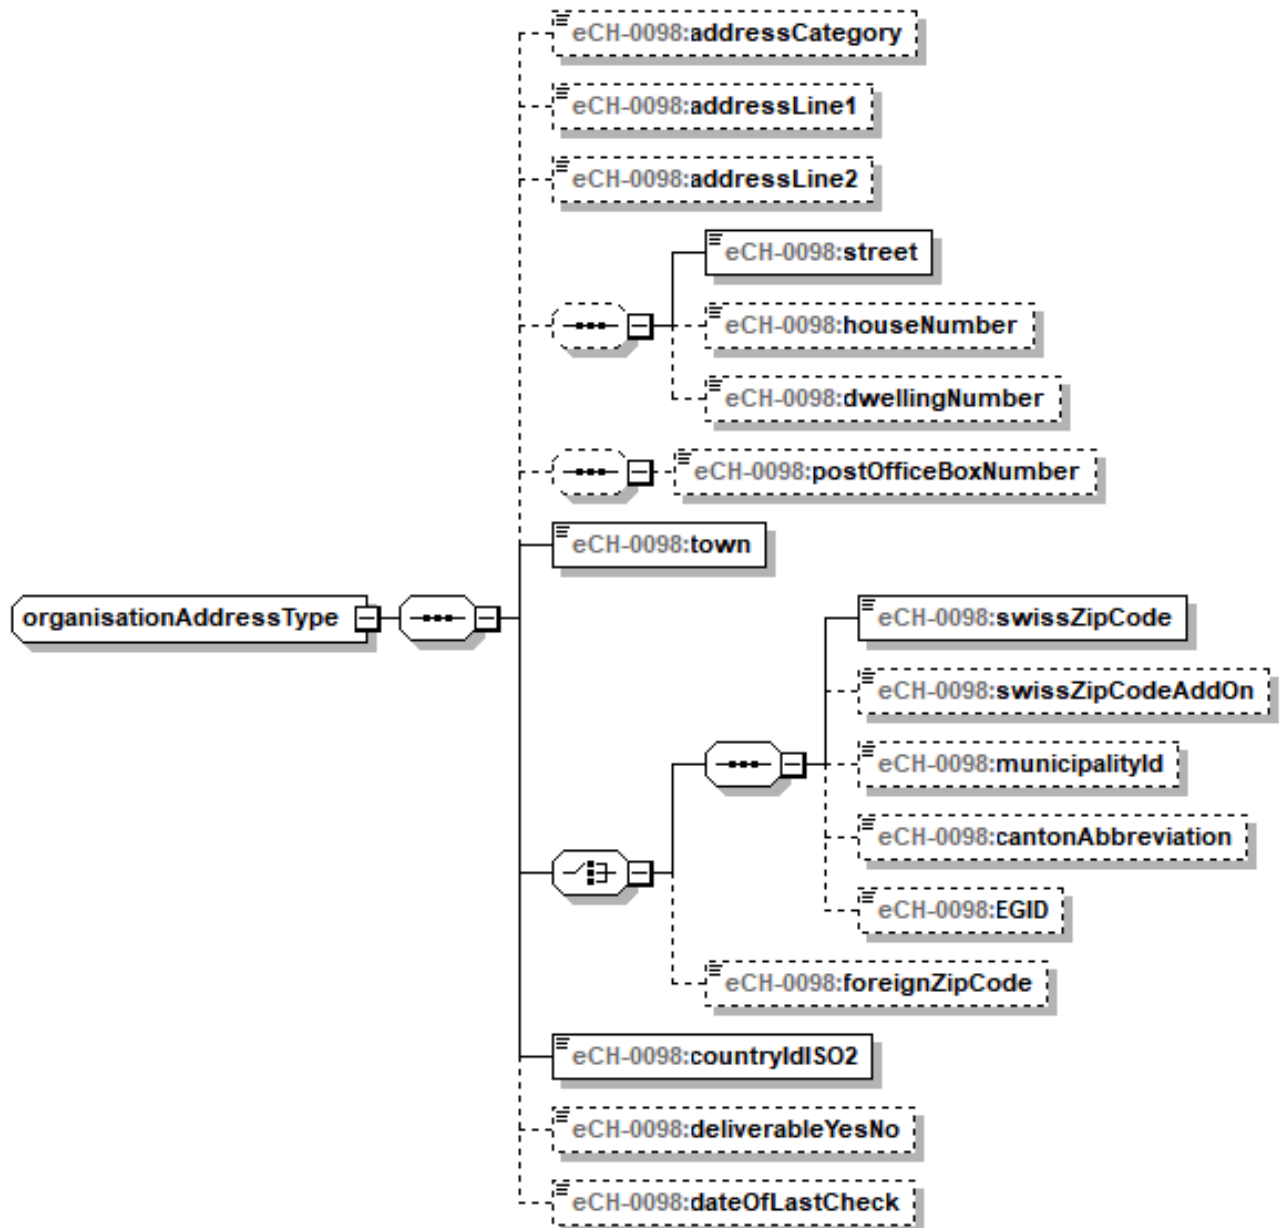 eCH-0098:addressCategory
eCH-0098:addressLine1
eCH-0098:addressLine2
eCH-0098:street
eCH-0098:houseNumber
eCH-0098:dwellingNumber
eCH-0098:postOfficeBoxNumber
eCH-0098:town
organisationAddressType
eCH-0098:swissZipCode
eCH-0098:swissZipCodeAddOn
eCH-0098:municipalityId
eCH-0098:cantonAbbreviation
eCH-0098:EGID
eCH-0098:foreignZipCode
eCH-0098:countryIdISO2
eCH-0098:deliverableYesNo
eCH-0098:dateOfLastCheck